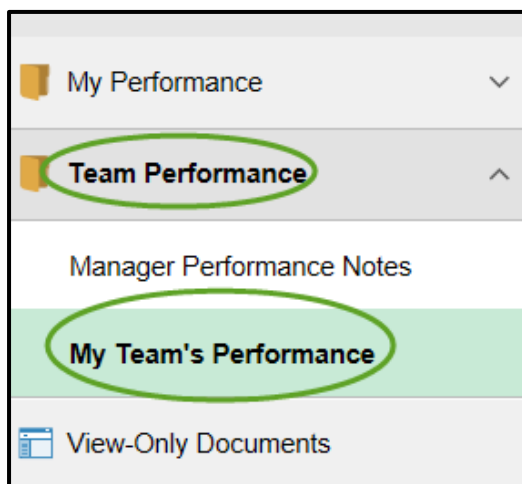 My Performance
Team Performance
Manager Performance Notes
My Team's Performance
View-Only Documents